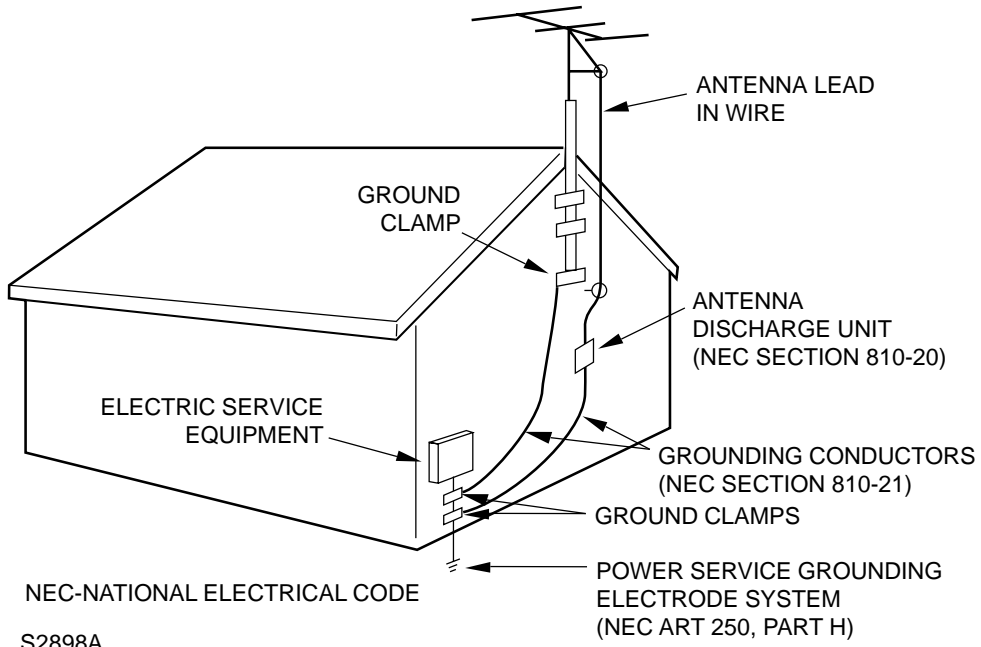 ANTENNA LEAD
IN WIRE
GROUND
CLAMP
ANTENNA
DISCHARGE UNIT
(NEC SECTION 810-20)
ELECTRIC SERVICE
EQUIPMENT
GROUNDING CONDUCTORS
(NEC SECTION 810-21)
GROUND CLAMPS
POWER SERVICE GROUNDING
ELECTRODE SYSTEM
(NEC ART 250, PART H)
NEC-NATIONAL ELECTRICAL CODE
S2898A